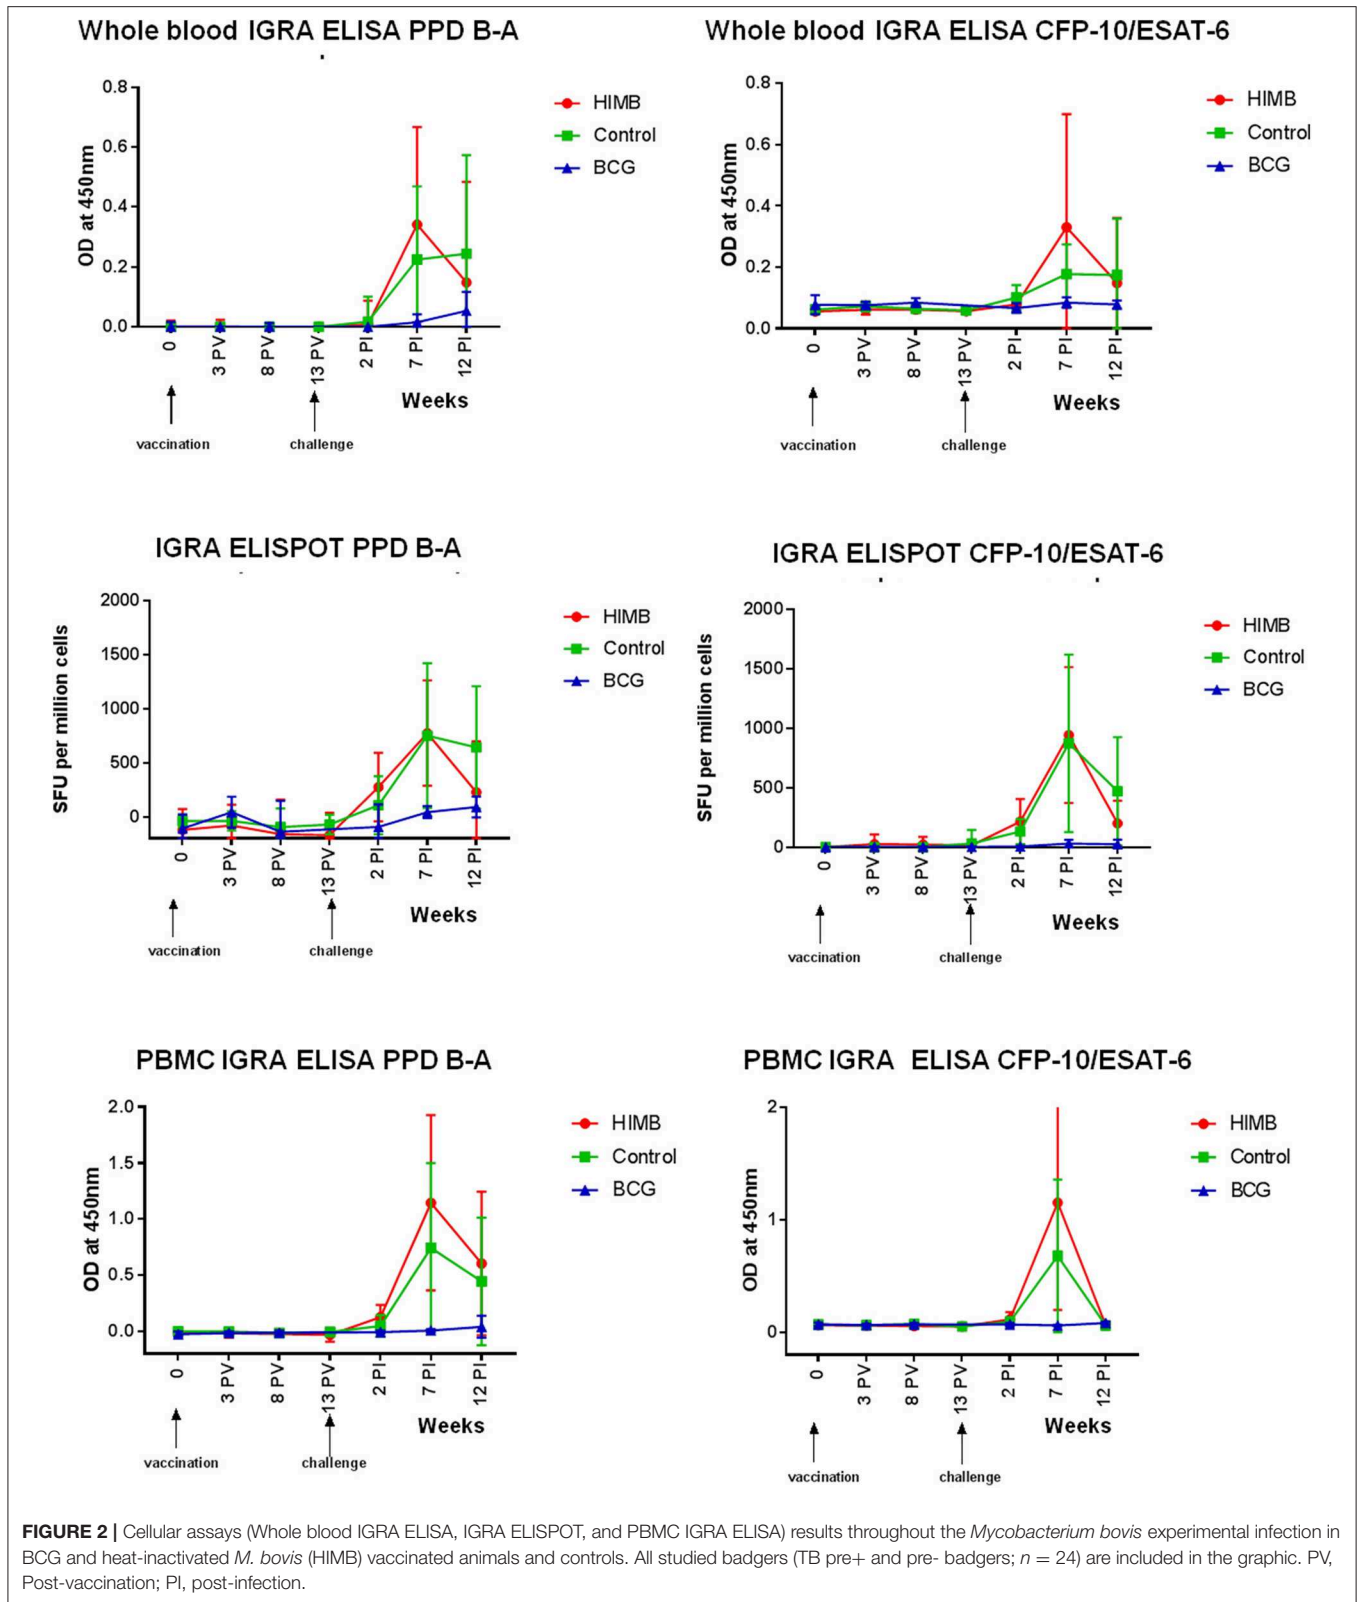 Whole blood IGRA ELISA PPD B-A
0.8
0.6
0.4
0.2
0.0
OD at 450nm
HIMB
Control
BCG
0
3 PV
8 PV
13 PV
2 PI
7 PI
12 PI
Weeks
vaccination
challenge
Whole blood IGRA ELISA CFP-10/ESAT-6
0.8
0.6
0.4
0.2
0.0
OD at 450nm
HIMB
Control
BCG
0
3 PV
8 PV
13 PV
2 PI
7 PI
12 PI
Weeks
vaccination
challenge
IGRA ELISPOT PPD B-A
2000
1500
1000
500
0
SFU per million cells
HIMB
Control
BCG
0
3 PV
8 PV
13 PV
2 PI
7 PI
12 PI
Weeks
vaccination
challenge
IGRA ELISPOT CFP-10/ESAT-6
2000
1500
1000
500
0
SFU per million cells
HIMB
Control
BCG
0
3 PV
8 PV
13 PV
2 PI
7 PI
12 PI
Weeks
vaccination
challenge
PBMC IGRA ELISA PPD B-A
2.0
1.5
1.0
0.5
0.0
OD at 450nm
HIMB
Control
BCG
0
3 PV
8 PV
13 PV
2 PI
7 PI
12 PI
Weeks
vaccination
challenge
PBMC IGRA ELISA CFP-10/ESAT-6
2
1
0
OD at 450nm
HIMB
Control
BCG
0
3 PV
8 PV
13 PV
2 PI
7 PI
12 PI
Weeks
vaccination
challenge
FIGURE 2 | Cellular assays (Whole blood IGRA ELISA, IGRA ELISPOT, and PBMC IGRA ELISA) results throughout the Mycobacterium bovis experimental infection in
BCG and heat-inactivated M. bovis (HIMB) vaccinated animals and controls. All studied badgers (TB pre+ and pre- badgers; n = 24) are included in the graphic. PV,
Post-vaccination; PI, post-infection.